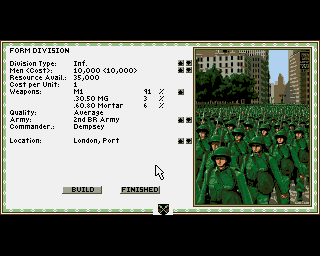 FORM DIVISION
Division Type: Inf.
Men (Cost): 10,000 (10,000)
Resource Avail.: 35,000
Cost per Unit: 1
Weapons: M1 91 %
.30.50 MG 3 %
.60.80 Mortar 6 %
Quality: Average
Army: 2nd BR Army
Commander.: Dempsey
Location: London, Port
BUILD FINISHED